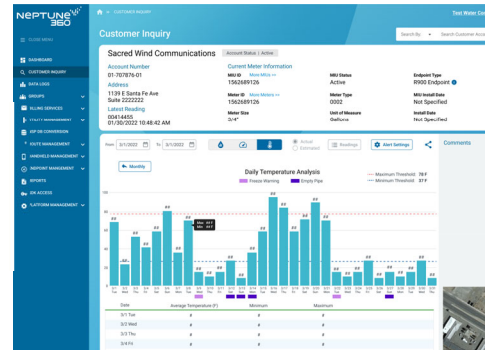 NEPTUNE
360
CUSTOMER INQUIRY
Test Water Co
Customer Inquiry
Search By
Search Customer Acco
CLOSE MENU
DASHBOARD
CUSTOMER INQUIRY
DATA LOGS
GROUPS
BILLING SERVICES
UTILITY MANAGEMENT
ROUTE MANAGEMENT
HANDHELD MANAGEMENT
ENDPOINT MANAGEMENT
REPORTS
SDK ACCESS
PLATFORM MANAGEMENT
Sacred Wind Communications
Account Status | Active
Account Number
01-707876-01
Address
1139 E Santa Fe Ave
Suite 2222222
Latest Reading
00414455
01/30/2022 10:48:42 AM
Current Meter Information
MIU ID More MIUs >>
1562689126
Meter ID More Meters >>
1562689126
Meter Size
3/4"
MIU Status
Active
Meter Type
0002
Unit of Measure
Gallons
Endpoint Type
R900 Endpoint
MIU Install Date
Not Specified
Install Date
Not Specified
From 3/1/2022 To 3/1/2022
Actual
Estimated
Readings
Alert Settings
Comments
Monthly
Daily Temperature Analysis
Freeze Warning
Empty Pipe
Maximum Threshold: 78 F
Minimum Threshold: 37 F
Date Average Temperature (F) Minimum Maximum
3/1 Tue # # #
3/2 Wed # # #
3/3 Thu # # #
3/4 Fri # # #